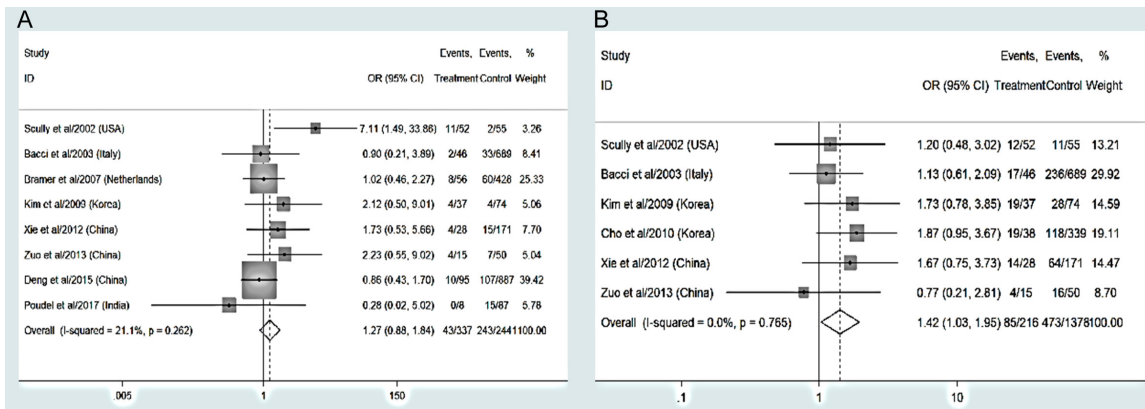 A
Study Events, Events, %
ID OR (95% CI) Treatment Control Weight
Scully et al/2002 (USA) 7.11 (1.49, 33.86) 11/52 2/55 3.26
Bacci et al/2003 (Italy) 0.90 (0.21, 3.89) 2/46 33/689 8.41
Bramer et al/2007 (Netherlands) 1.02 (0.46, 2.27) 8/56 60/428 25.33
Kim et al/2009 (Korea) 2.12 (0.50, 9.01) 4/37 4/74 5.06
Xie et al/2012 (China) 1.73 (0.53, 5.66) 4/28 15/171 7.70
Zuo et al/2013 (China) 2.23 (0.55, 9.02) 4/15 7/50 5.04
Deng et al/2015 (China) 0.86 (0.43, 1.70) 10/95 107/887 39.42
Poudel et al/2017 (India) 0.28 (0.02, 5.02) 0/8 15/87 5.78
Overall (I-squared = 21.1%, p = 0.262) 1.27 (0.88, 1.84) 43/337 243/2441 100.00
.005 1 150
B
Study Events, Events, %
ID OR (95% CI) Treatment Control Weight
Scully et al/2002 (USA) 1.20 (0.48, 3.02) 12/52 11/55 13.21
Bacci et al/2003 (Italy) 1.13 (0.61, 2.09) 17/46 236/689 29.92
Kim et al/2009 (Korea) 1.73 (0.78, 3.85) 19/37 28/74 14.59
Cho et al/2010 (Korea) 1.87 (0.95, 3.67) 19/38 118/339 19.11
Xie et al/2012 (China) 1.67 (0.75, 3.73) 14/28 64/171 14.47
Zuo et al/2013 (China) 0.77 (0.21, 2.81) 4/15 16/50 8.70
Overall (I-squared = 0.0%, p = 0.765) 1.42 (1.03, 1.95) 85/216 473/1378 100.00
.1 1 10